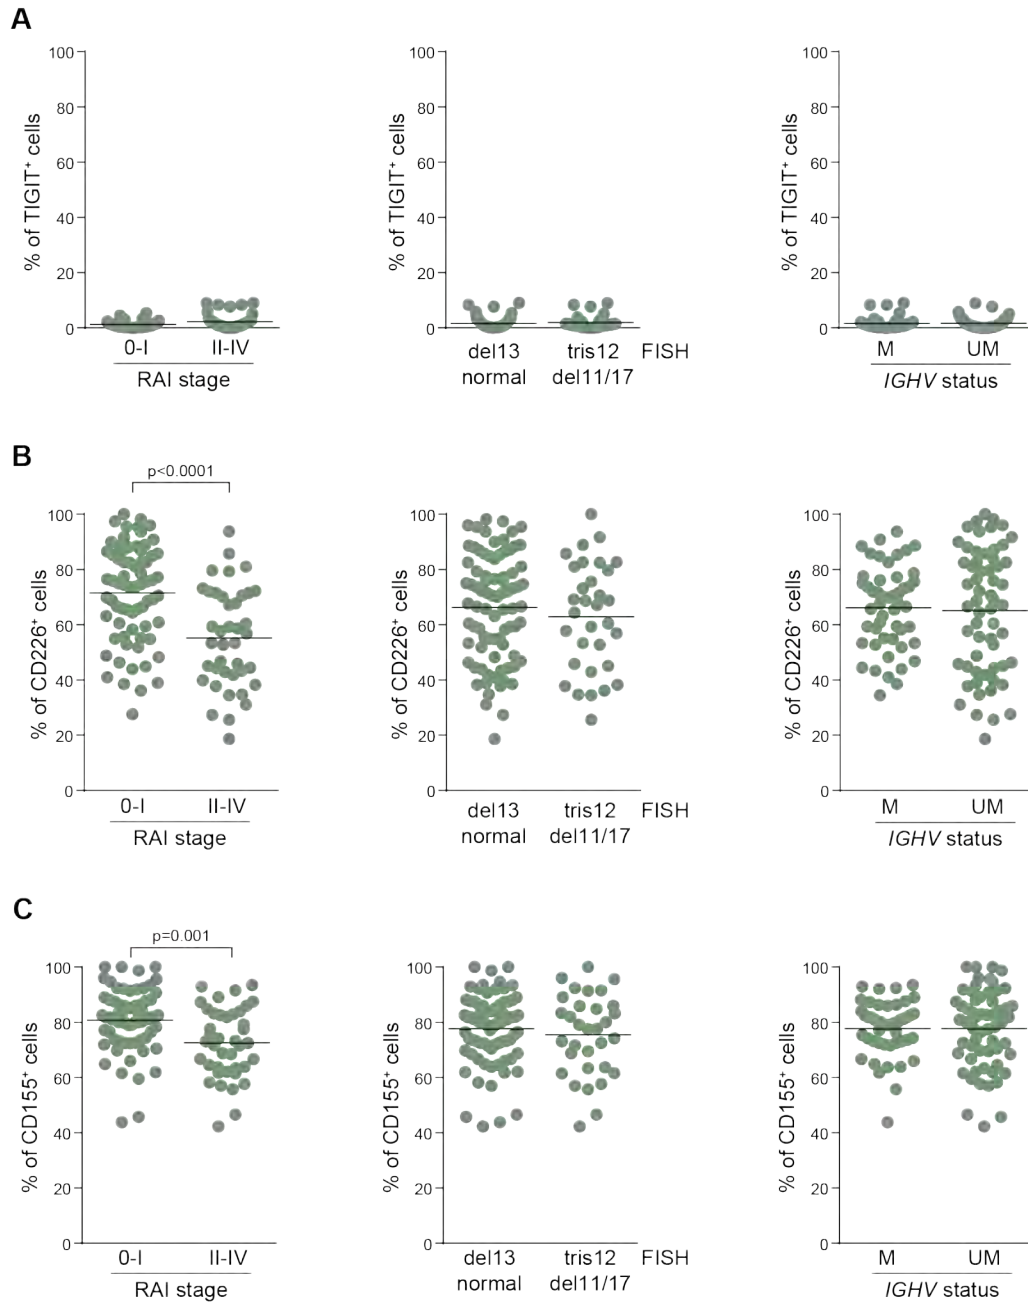 A
% of TIGIT⁺ cells
100
80
60
40
20
0
0-I II-IV
RAI stage
% of TIGIT⁺ cells
100
80
60
40
20
0
del13 tris12 FISH
normal del11/17
% of TIGIT⁺ cells
100
80
60
40
20
0
M UM
IGHV status
B
p<0.0001
% of CD226⁺ cells
100
80
60
40
20
0
0-I II-IV
RAI stage
% of CD226⁺ cells
100
80
60
40
20
0
del13 tris12 FISH
normal del11/17
% of CD226⁺ cells
100
80
60
40
20
0
M UM
IGHV status
C
p=0.001
% of CD155⁺ cells
100
80
60
40
20
0
0-I II-IV
RAI stage
% of CD155⁺ cells
100
80
60
40
20
0
del13 tris12 FISH
normal del11/17
% of CD155⁺ cells
100
80
60
40
20
0
M UM
IGHV status